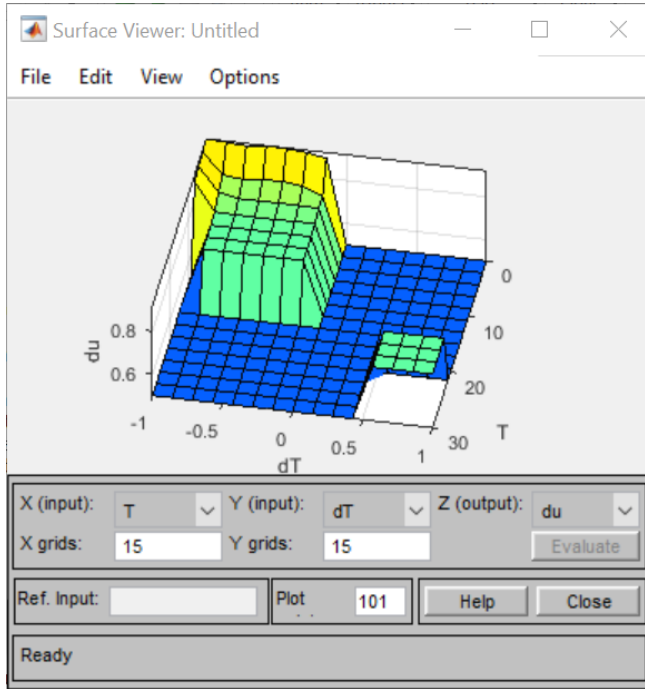 Surface Viewer: Untitled
File Edit View Options
du
0.8
0.6
-1 -0.5 0 0.5 1
dT
0 10 20 30
T
X (input): T Y (input): dT Z (output): du
X grids: 15 Y grids: 15 Evaluate
Ref. Input: Plot 101 Help Close
Ready